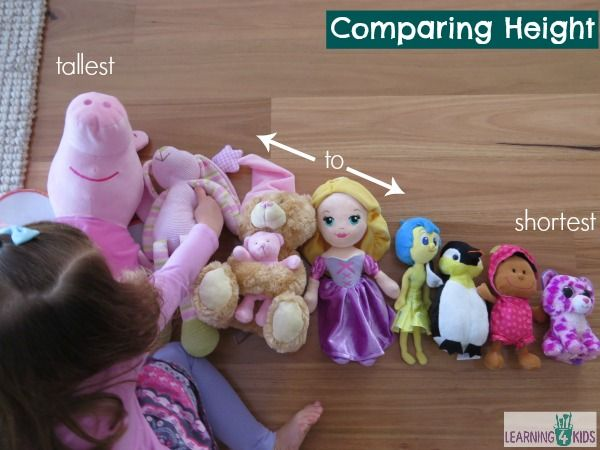 Comparing Height
tallest
to
shortest
LEARNING 4 KIDS